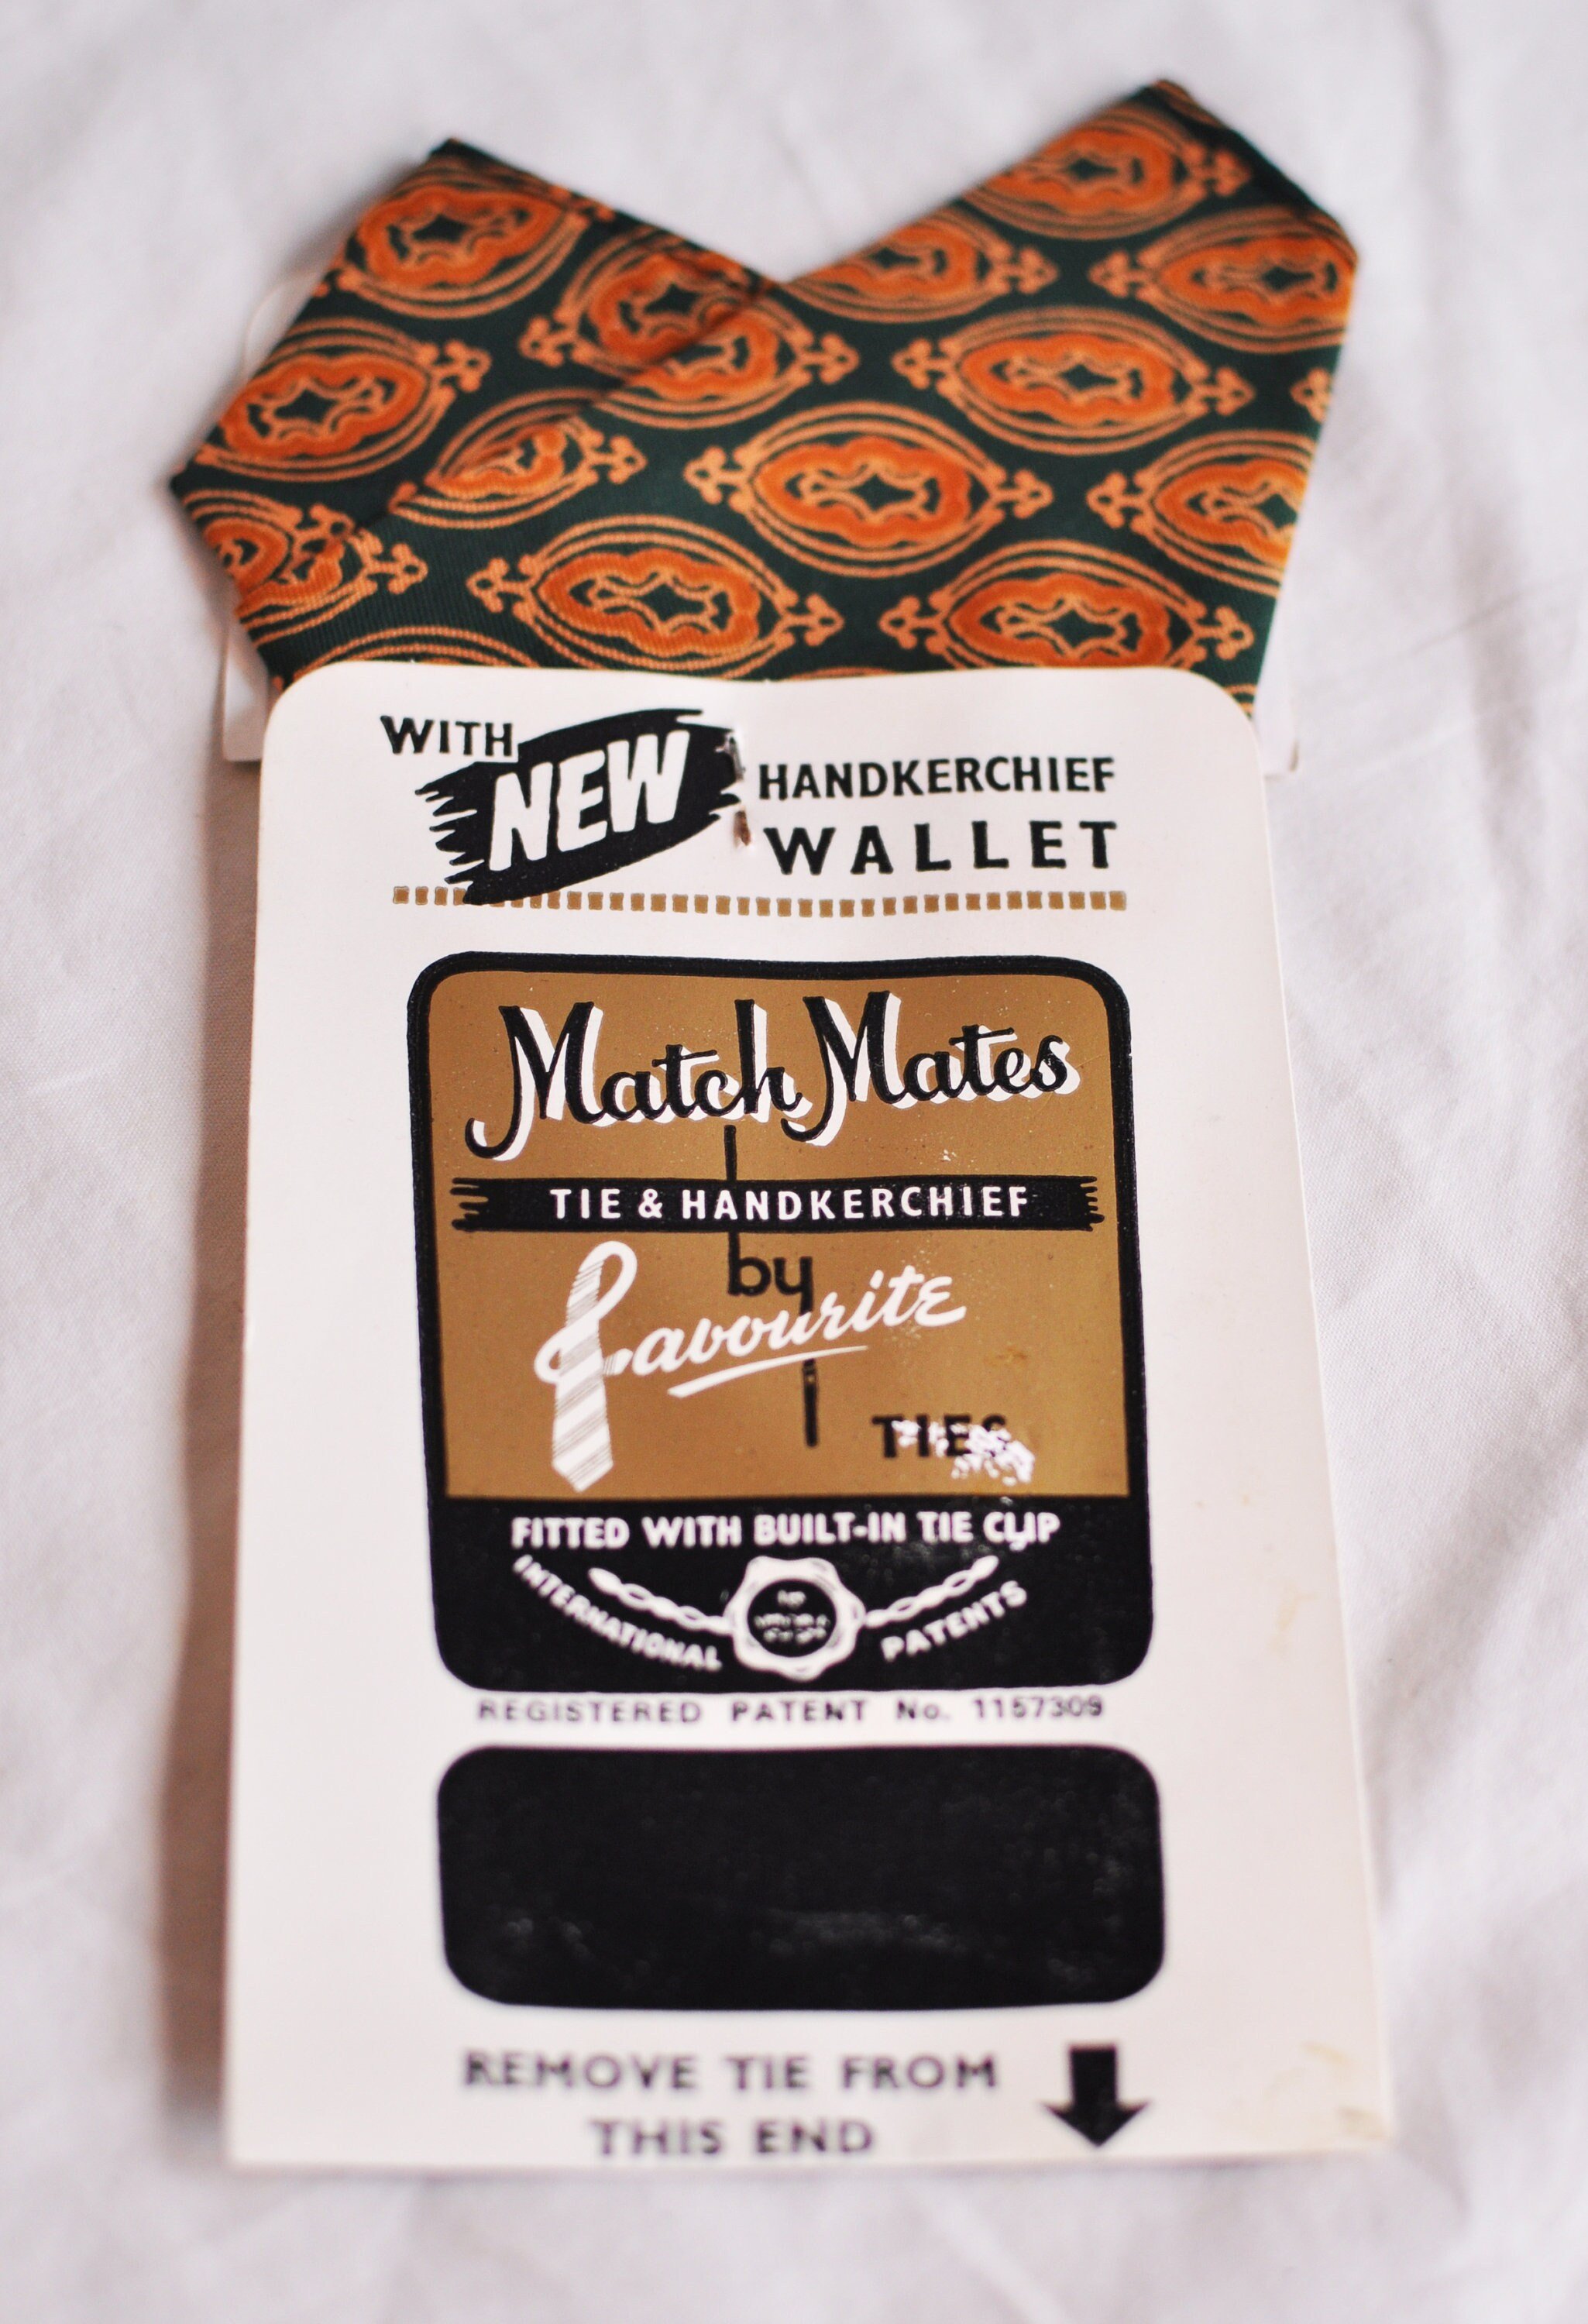 WITH NEW HANDKERCHIEF
WALLET
Match Mates
TIE & HANDKERCHIEF
by
Favourite
TIES
FITTED WITH BUILT-IN TIE CLIP
INTERNATIONAL PATENTS
REGISTERED PATENT No. 1157309
REMOVE TIE FROM
THIS END